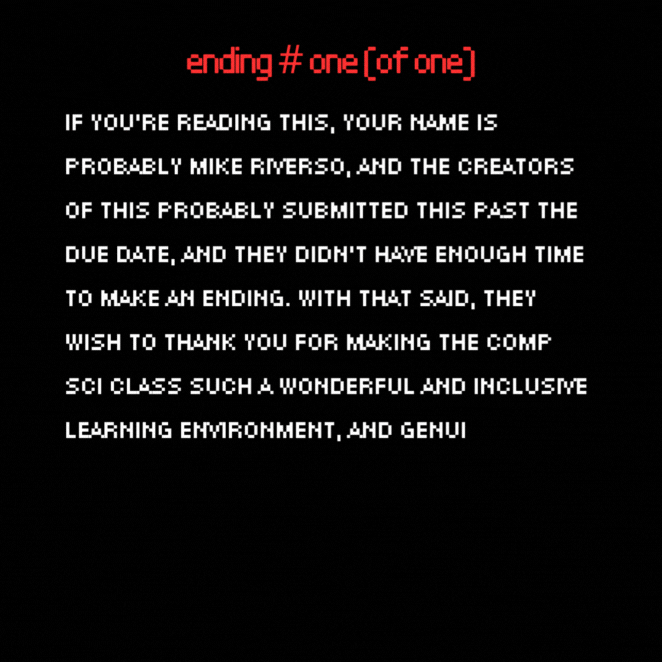 ending # one (of one)
IF YOU'RE READING THIS, YOUR NAME IS
PROBABLY MIKE RIVERSO, AND THE CREATORS
OF THIS PROBABLY SUBMITTED THIS PAST THE
DUE DATE, AND THEY DIDN'T HAVE ENOUGH TIME
TO MAKE AN ENDING. WITH THAT SAID, THEY
WISH TO THANK YOU FOR MAKING THE COMP
SCI CLASS SUCH A WONDERFUL AND INCLUSIVE
LEARNING ENVIRONMENT, AND GENUI